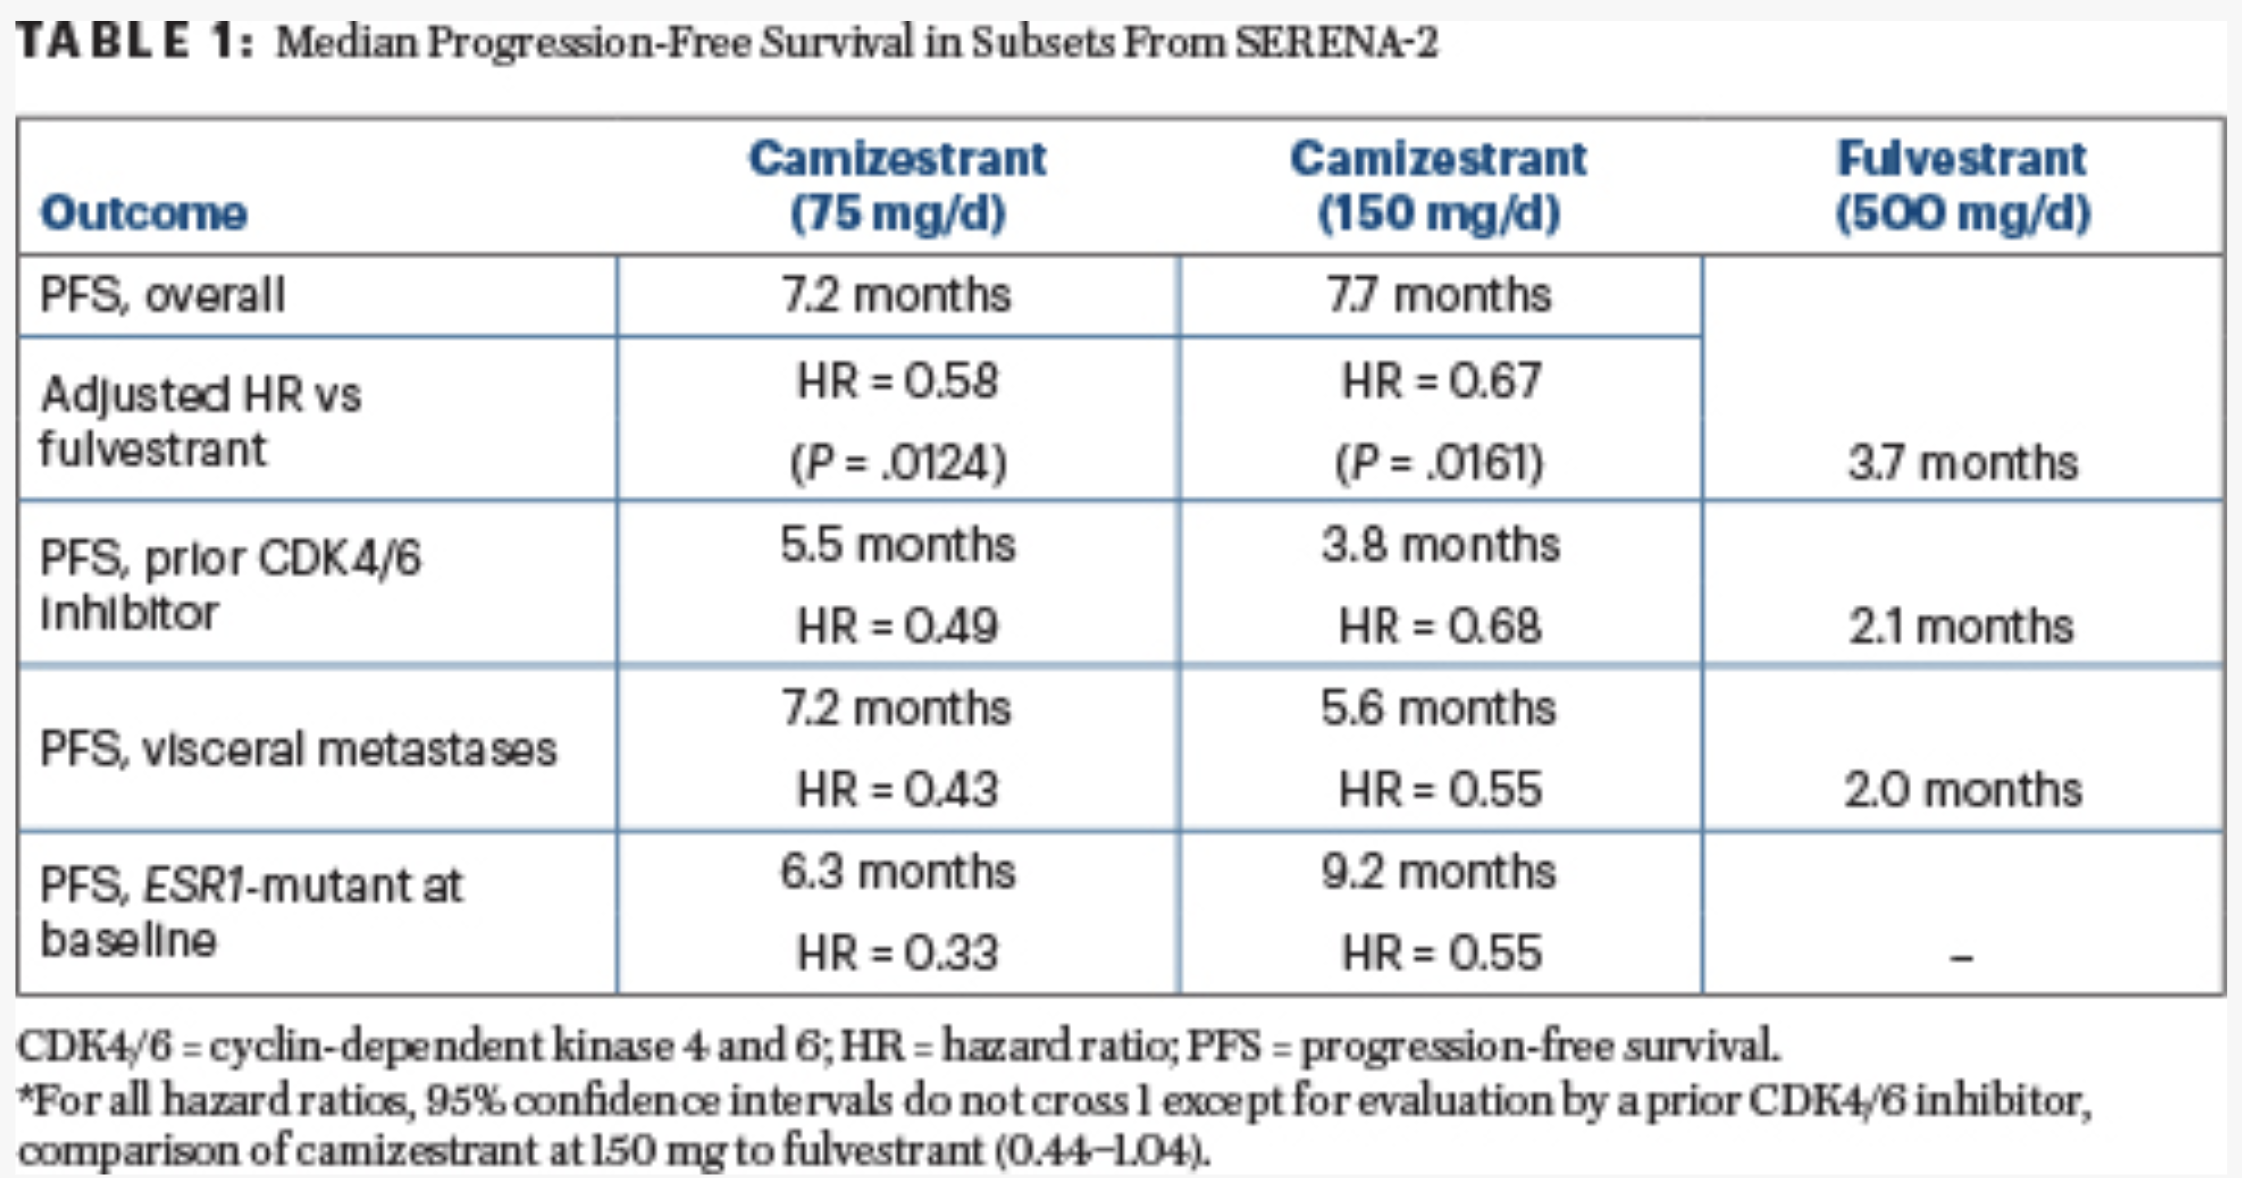 TABLE 1: Median Progression-Free Survival in Subsets From SERENA-2
Outcome
Camizestrant
(75 mg/d)
Camizestrant
(150 mg/d)
Fulvestrant
(500 mg/d)
PFS, overall
7.2 months
7.7 months
Adjusted HR vs
fulvestrant
HR = 0.58
(P = .0124)
HR = 0.67
(P = .0161)
3.7 months
PFS, prior CDK4/6
inhibitor
5.5 months
HR = 0.49
3.8 months
HR = 0.68
2.1 months
PFS, visceral metastases
7.2 months
HR = 0.43
5.6 months
HR = 0.55
2.0 months
PFS, ESR1-mutant at
baseline
6.3 months
HR = 0.33
9.2 months
HR = 0.55
–
CDK4/6 = cyclin-dependent kinase 4 and 6; HR = hazard ratio; PFS = progression-free survival.
*For all hazard ratios, 95% confidence intervals do not cross 1 except for evaluation by a prior CDK4/6 inhibitor,
comparison of camizestrant at 150 mg to fulvestrant (0.44–1.04).